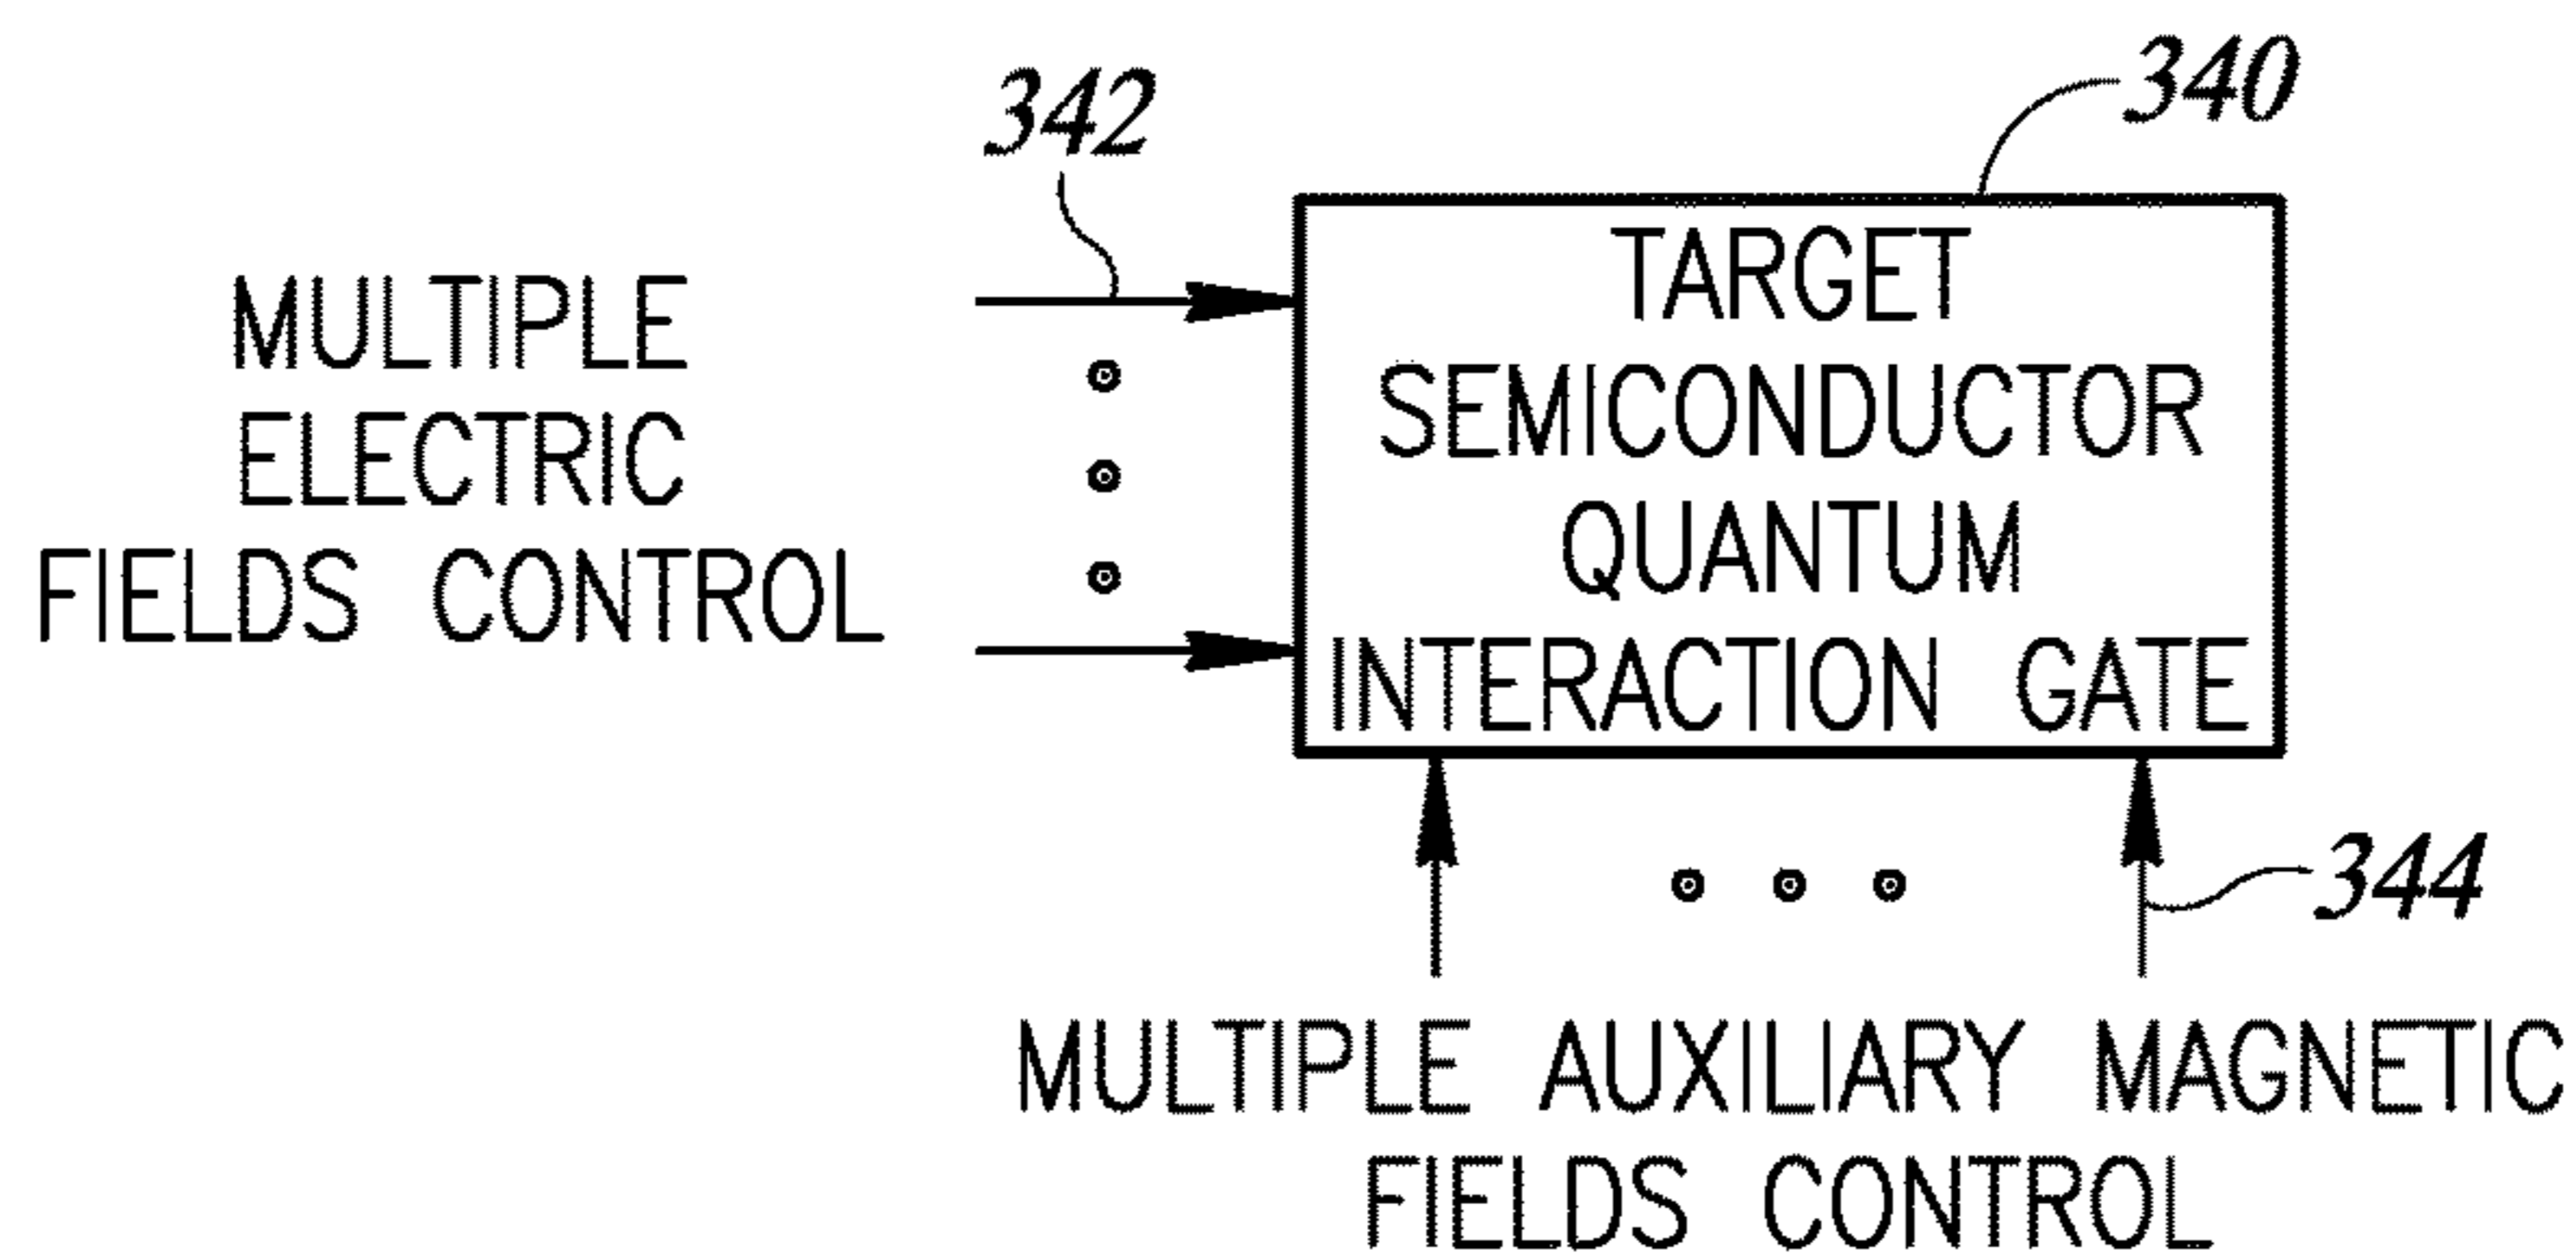 342
340
MULTIPLE
ELECTRIC
FIELDS CONTROL
TARGET
SEMICONDUCTOR
QUANTUM
INTERACTION GATE
344
MULTIPLE AUXILIARY MAGNETIC
FIELDS CONTROL